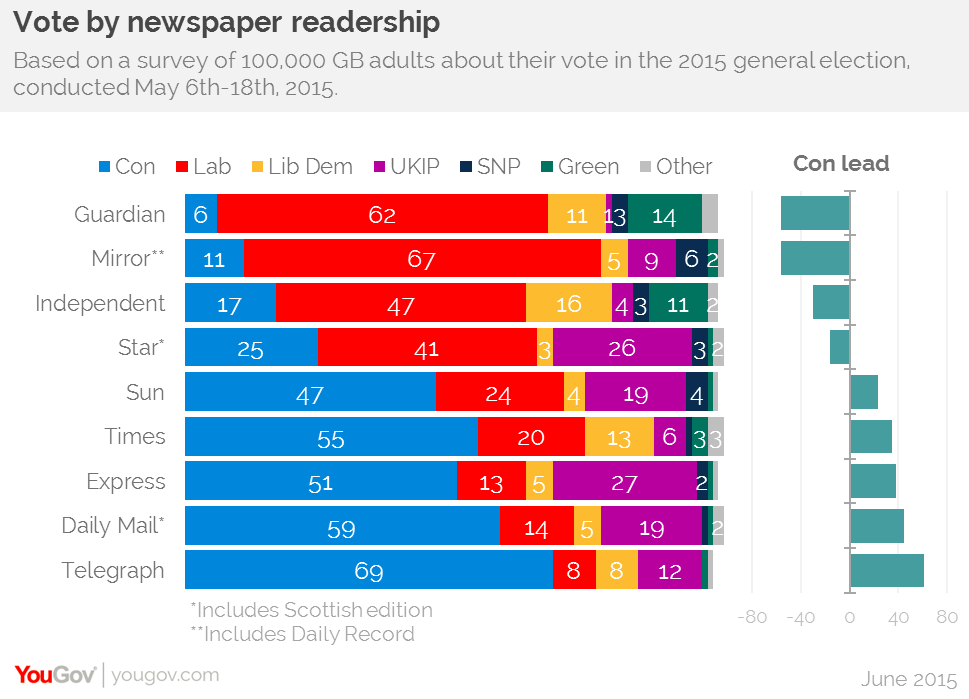 Vote by newspaper readership
Based on a survey of 100,000 GB adults about their vote in the 2015 general election,
conducted May 6th-18th, 2015.
Con Lab Lib Dem UKIP SNP Green Other
Con lead
Guardian 6 62 11 1 3 14
Mirror** 11 67 5 9 6 2
Independent 17 47 16 4 3 11 2
Star* 25 41 3 26 3 2
Sun 47 24 4 19 4
Times 55 20 13 6 3 3
Express 51 13 5 27 2
Daily Mail* 59 14 5 19 2
Telegraph 69 8 8 12
-80 -40 0 40 80
*Includes Scottish edition
**Includes Daily Record
YouGov | yougov.com
June 2015